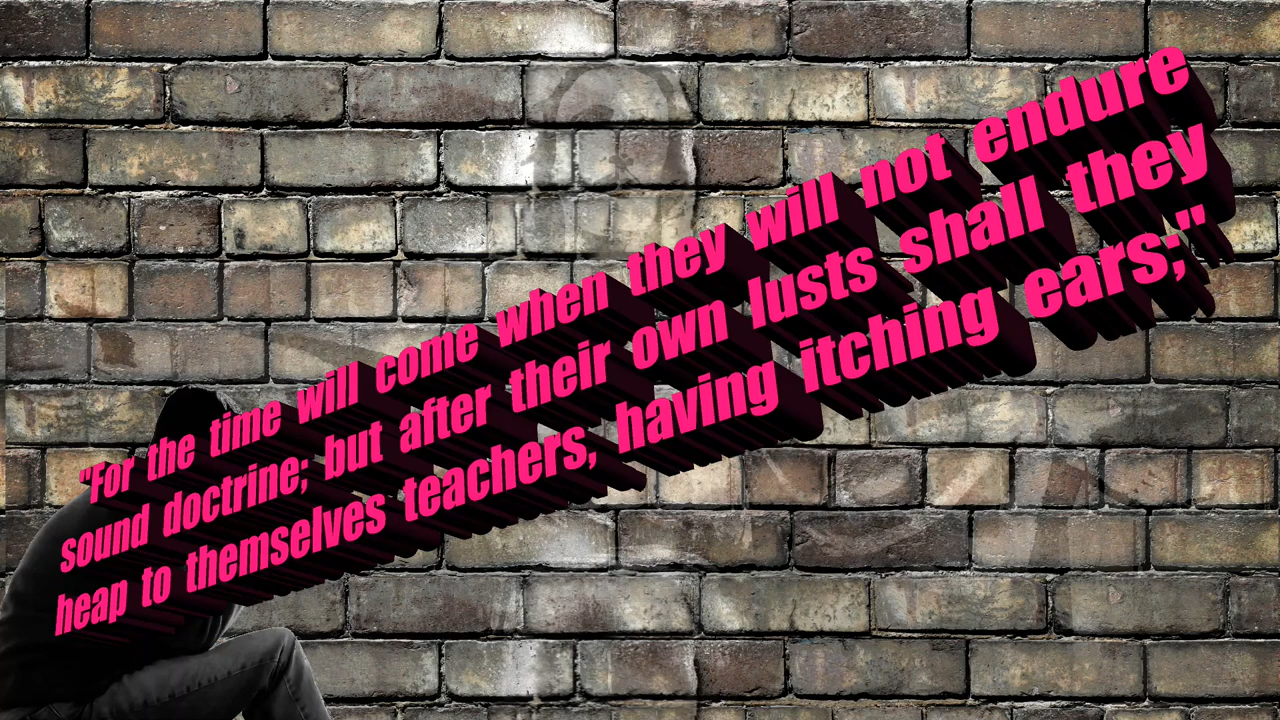 "For the time will come when they will not endure
sound doctrine; but after their own lusts shall they
heap to themselves teachers, having itching ears;"